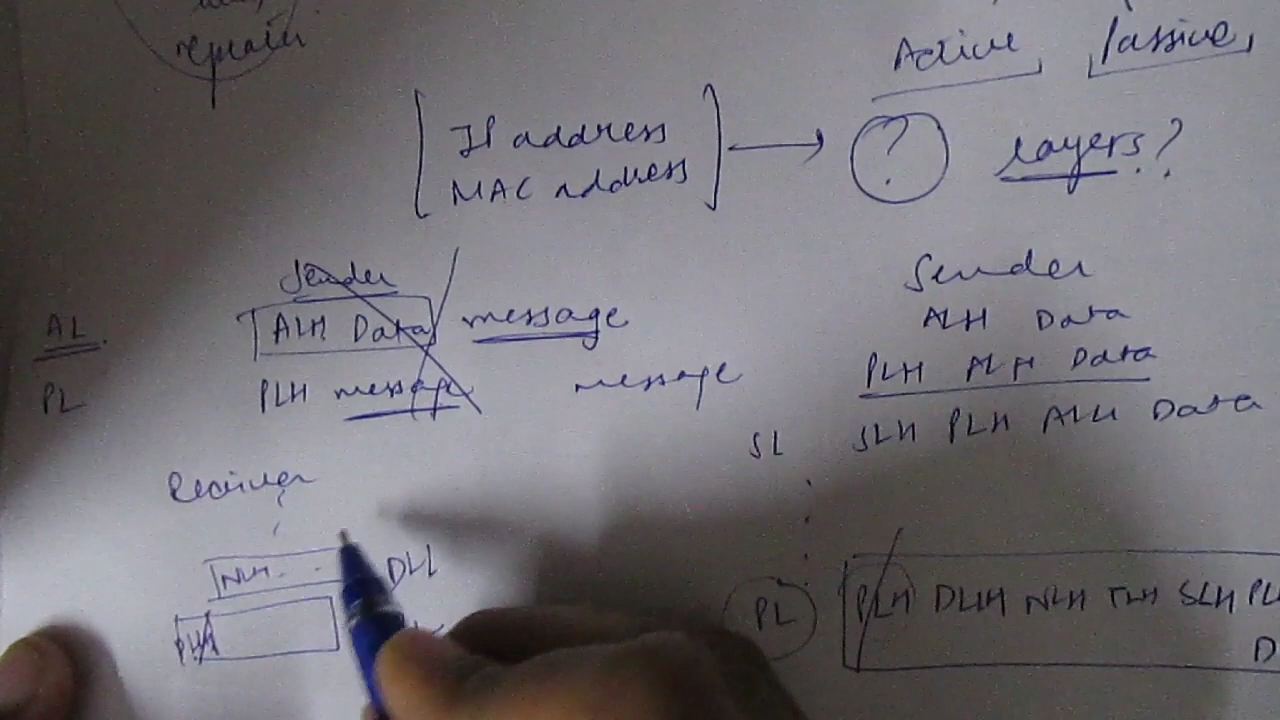 repeater
Active, Passive,
IP address
MAC address
? layers?
Sender
AL ALH Data message
PL PLH message message
Sender
ALH Data
PLH ALH Data
SL SLH PLH ALH Data
Receiver
NLH.. DLL
PLH
PL PLH DLH NLH TLH SLH PL
D